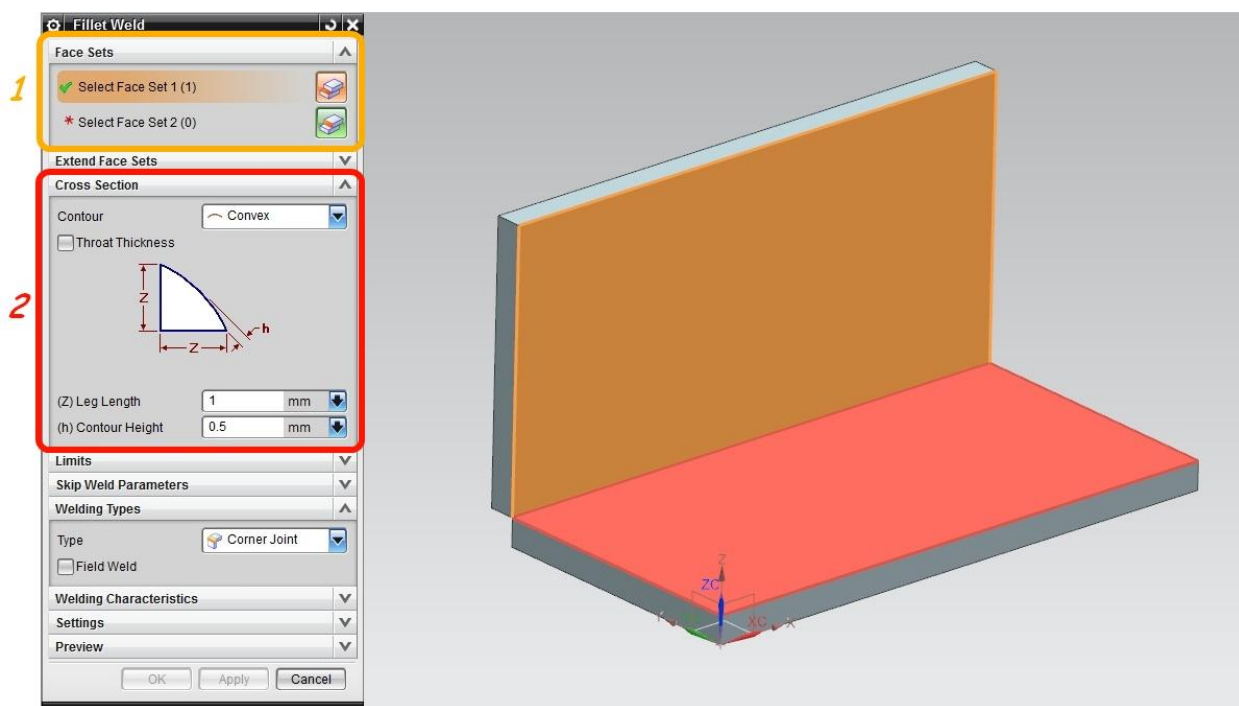 Fillet Weld
Face Sets
1
Select Face Set 1 (1)
* Select Face Set 2 (0)
Extend Face Sets
Cross Section
Contour Convex
Throat Thickness
Z
h
Z
2
(Z) Leg Length 1 mm
(h) Contour Height 0.5 mm
Limits
Skip Weld Parameters
Welding Types
Type Corner Joint
Field Weld
Welding Characteristics
Settings
Preview
OK Apply Cancel
Z
ZC
XC X